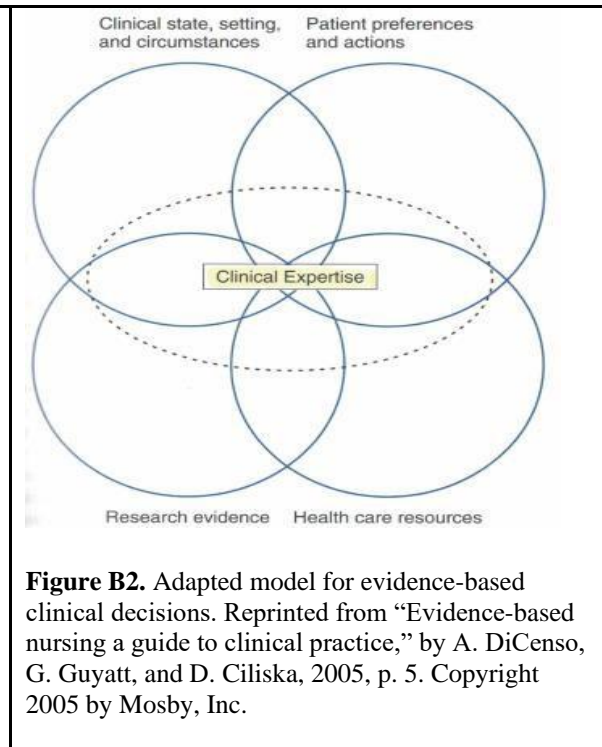 Clinical state, setting,
and circumstances
Patient preferences
and actions
Clinical Expertise
Research evidence
Health care resources
Figure B2. Adapted model for evidence-based
clinical decisions. Reprinted from “Evidence-based
nursing a guide to clinical practice,” by A. DiCenso,
G. Guyatt, and D. Ciliska, 2005, p. 5. Copyright
2005 by Mosby, Inc.